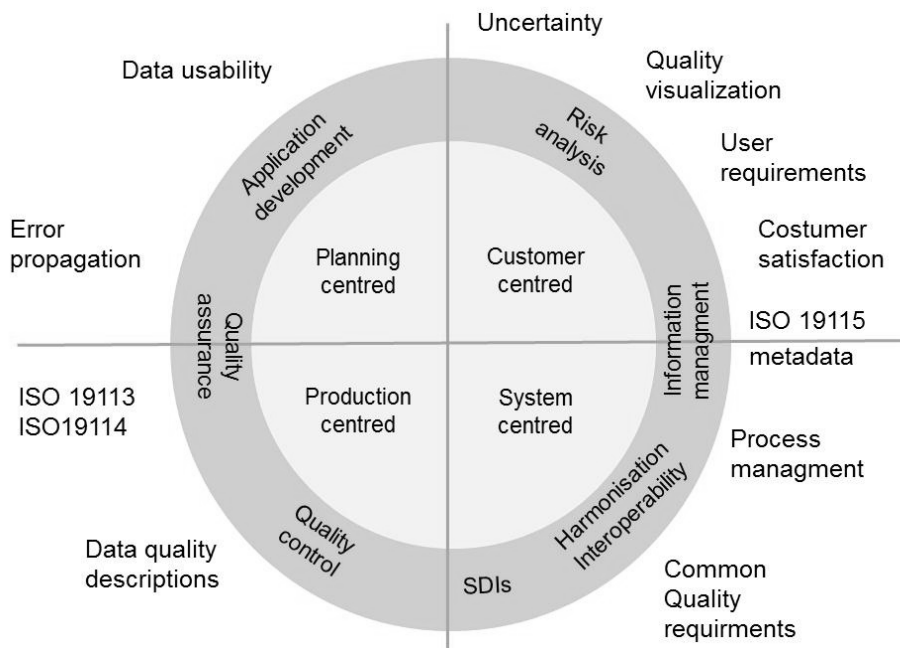 Uncertainty
Data usability
Quality
visualization
Risk
analysis
Application
development
User
requirements
Error
propagation
Costumer
satisfaction
Planning
centred
Customer
centred
Quality
assurance
Information
managment
ISO 19115
metadata
ISO 19113
ISO19114
Production
centred
System
centred
Process
managment
Harmonisation
Interoperability
Quality
control
Data quality
descriptions
SDIs
Common
Quality
requirments